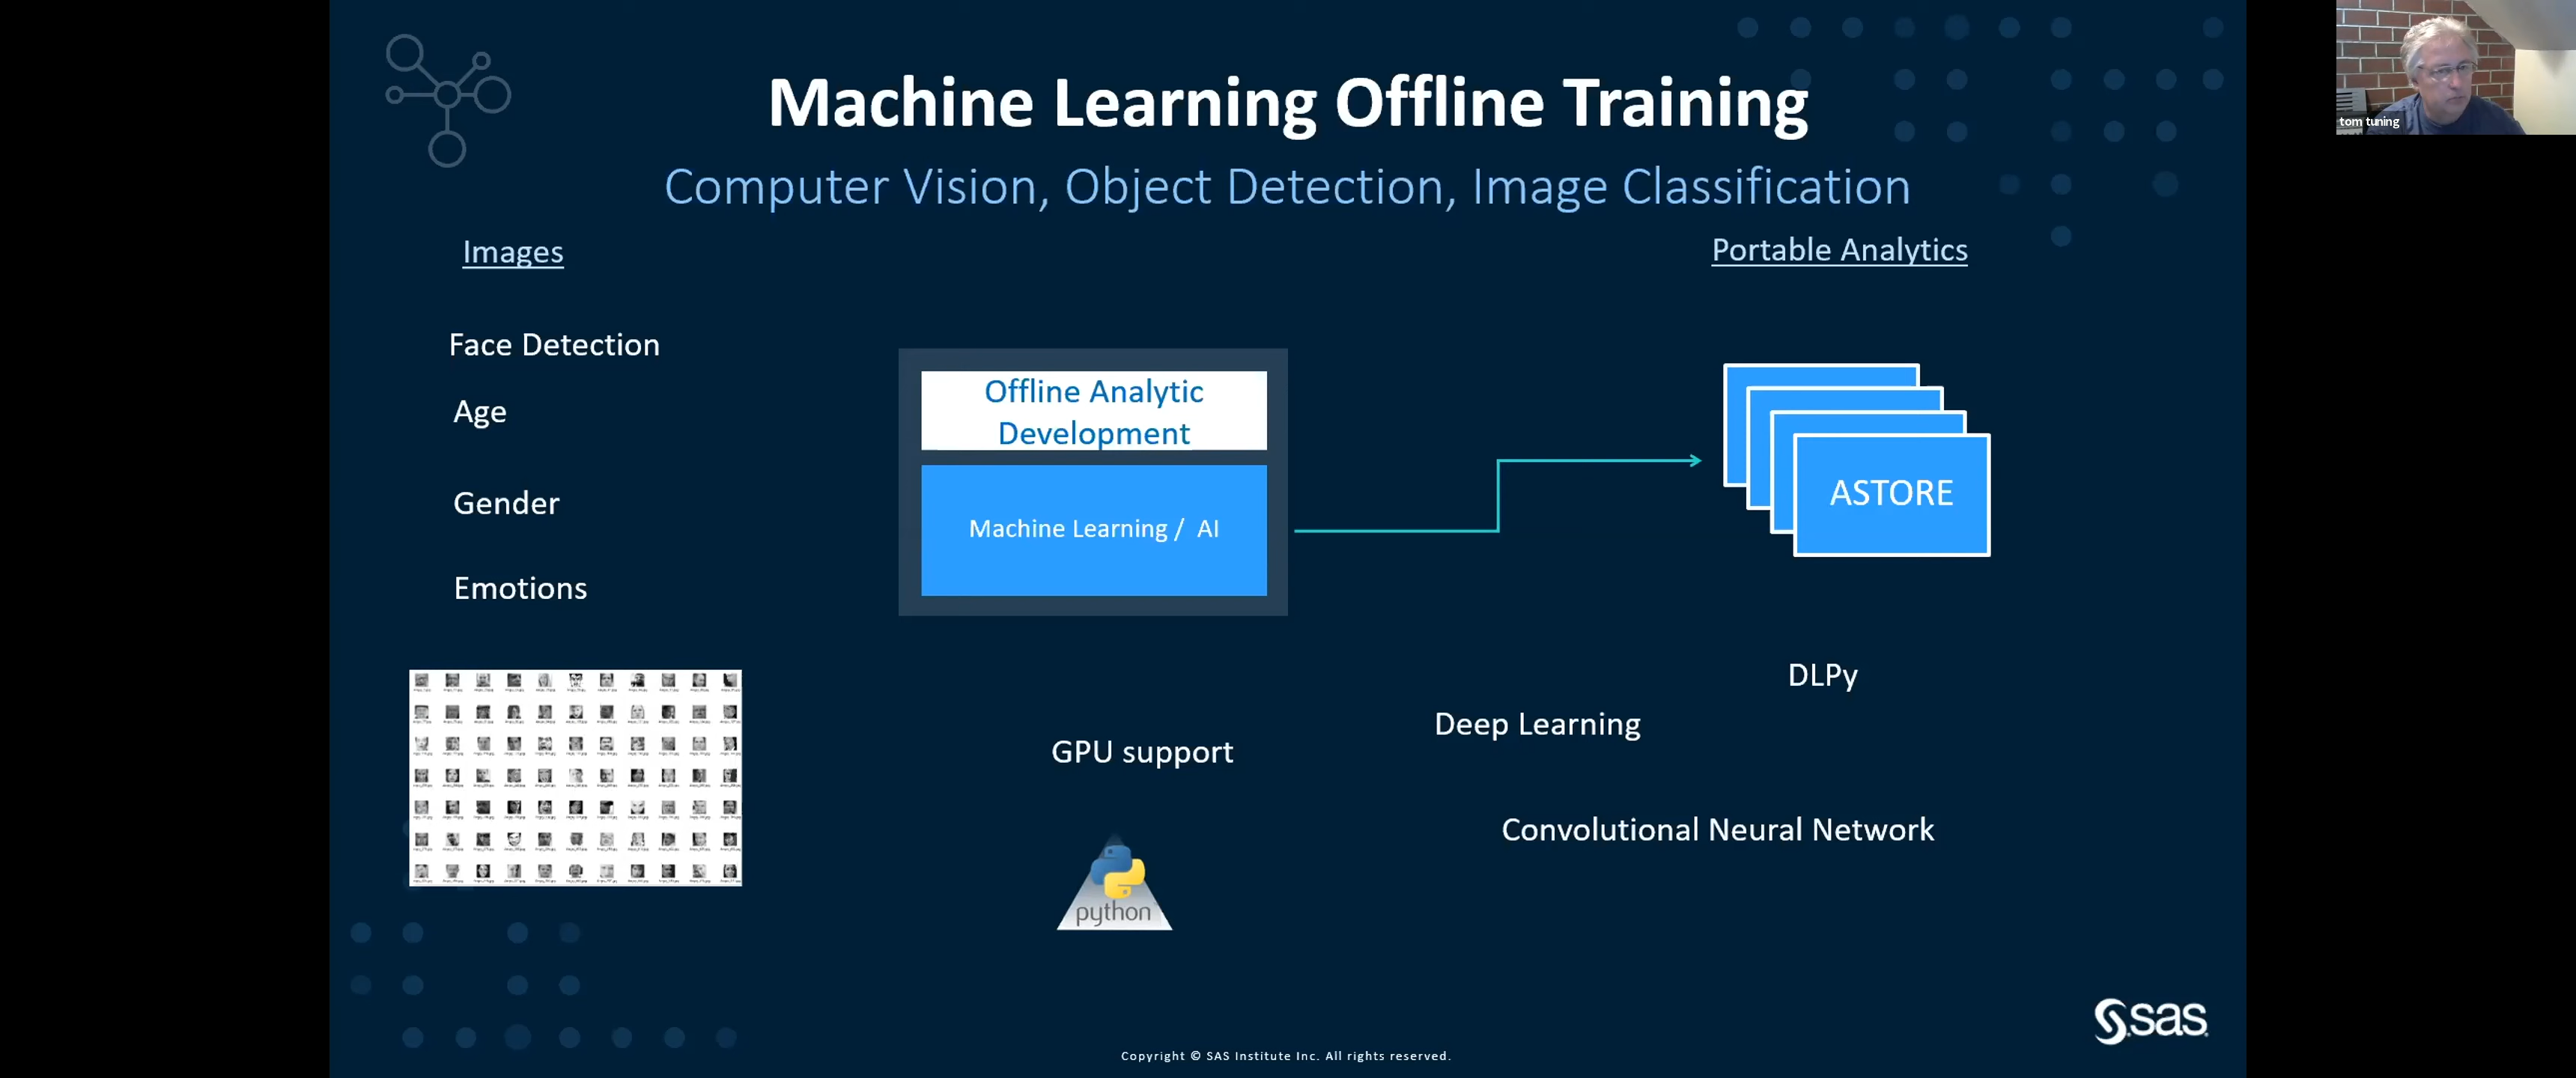 Machine Learning Offline Training
tom tuning
Computer Vision, Object Detection, Image Classification
Images
Portable Analytics
Face Detection
Age
Gender
Emotions
Offline Analytic
Development
Machine Learning / AI
ASTORE
DLPy
Deep Learning
GPU support
Convolutional Neural Network
python
sas
Copyright © SAS Institute Inc. All rights reserved.